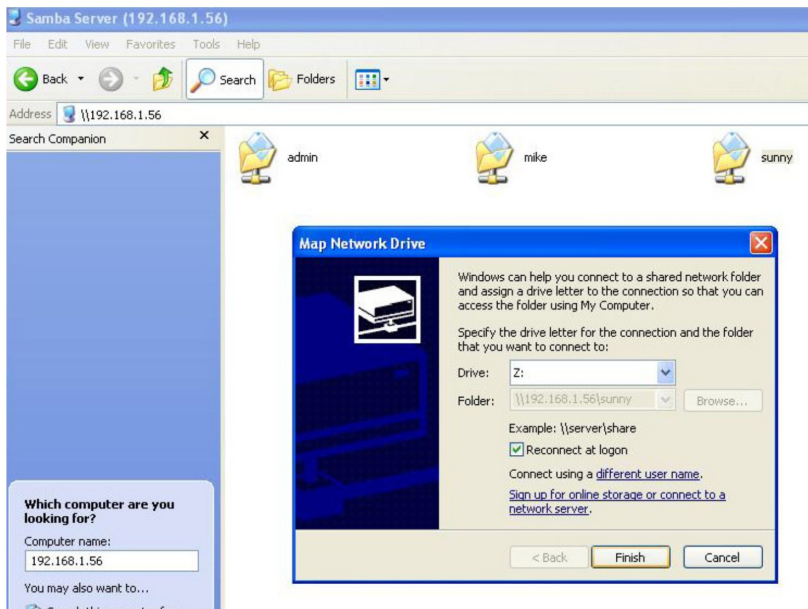 Samba Server (192.168.1.56)
File Edit View Favorites Tools Help
Back Search Folders
Address \\192.168.1.56
Search Companion
admin mike sunny
Map Network Drive
Windows can help you connect to a shared network folder
and assign a drive letter to the connection so that you can
access the folder using My Computer.
Specify the drive letter for the connection and the folder
that you want to connect to:
Drive: Z:
Folder: \\192.168.1.56\sunny Browse...
Example: \\server\share
Reconnect at logon
Connect using a different user name.
Sign up for online storage or connect to a
network server.
< Back Finish Cancel
Which computer are you
looking for?
Computer name:
192.168.1.56
You may also want to...